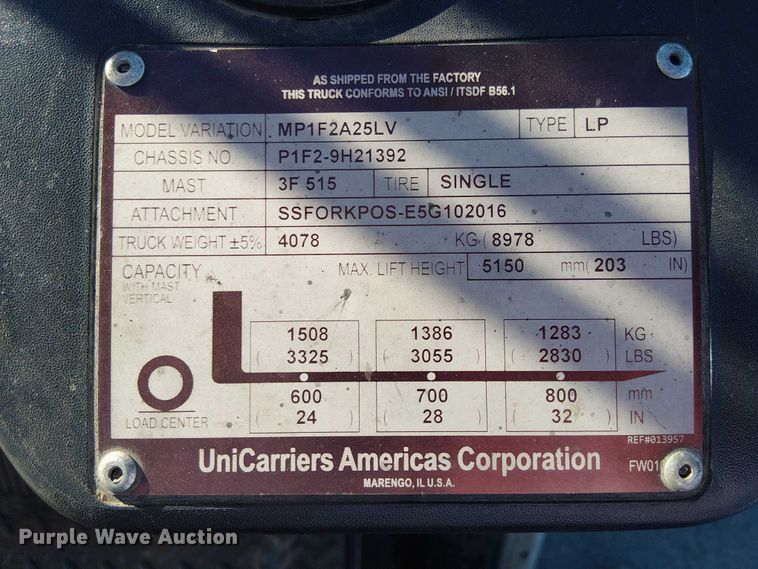 AS SHIPPED FROM THE FACTORY
THIS TRUCK CONFORMS TO ANSI / ITSDF B56.1
MODEL VARIATION MP1F2A25LV TYPE LP
CHASSIS NO. P1F2-9H21392
MAST 3F 515 TIRE SINGLE
ATTACHMENT SSFORKPOS-E5G102016
TRUCK WEIGHT ±5% 4078 KG ( 8978 LBS)
CAPACITY MAX. LIFT HEIGHT 5150 mm( 203 IN)
WITH MAST
VERTICAL
1508 1386 1283 KG
( 3325 ) ( 3055 ) ( 2830 ) LBS
600 700 800 mm
LOAD CENTER ( 24 ) ( 28 ) ( 32 ) IN
REF#013957
UniCarriers Americas Corporation
MARENGO, IL U.S.A.
Purple Wave Auction